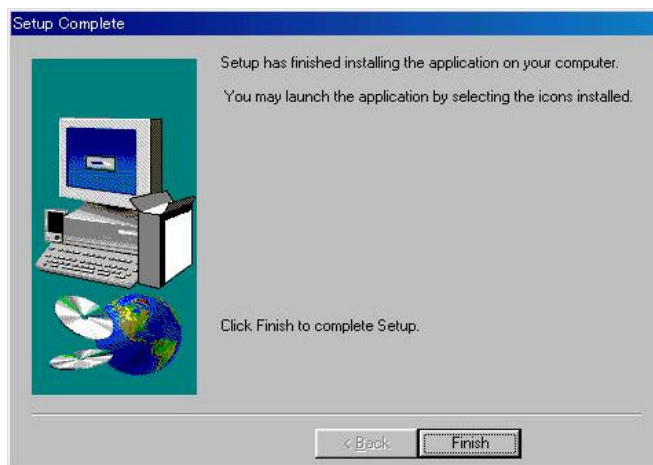 Setup Complete
Setup has finished installing the application on your computer.
You may launch the application by selecting the icons installed.
Click Finish to complete Setup.
< Back
Finish